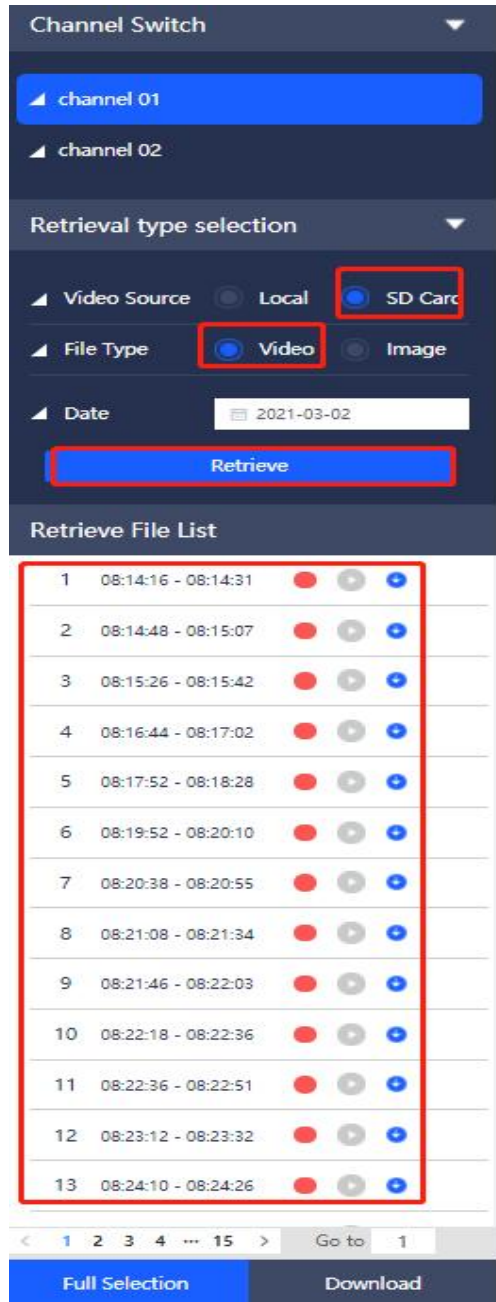 Channel Switch
channel 01
channel 02
Retrieval type selection
Video Source Local SD Card
File Type Video Image
Date 2021-03-02
Retrieve
Retrieve File List
1 08:14:16 - 08:14:31
2 08:14:48 - 08:15:07
3 08:15:26 - 08:15:42
4 08:16:44 - 08:17:02
5 08:17:52 - 08:18:28
6 08:19:52 - 08:20:10
7 08:20:38 - 08:20:55
8 08:21:08 - 08:21:34
9 08:21:46 - 08:22:03
10 08:22:18 - 08:22:36
11 08:22:36 - 08:22:51
12 08:23:12 - 08:23:32
13 08:24:10 - 08:24:26
< 1 2 3 4 ··· 15 > Go to 1
Full Selection Download